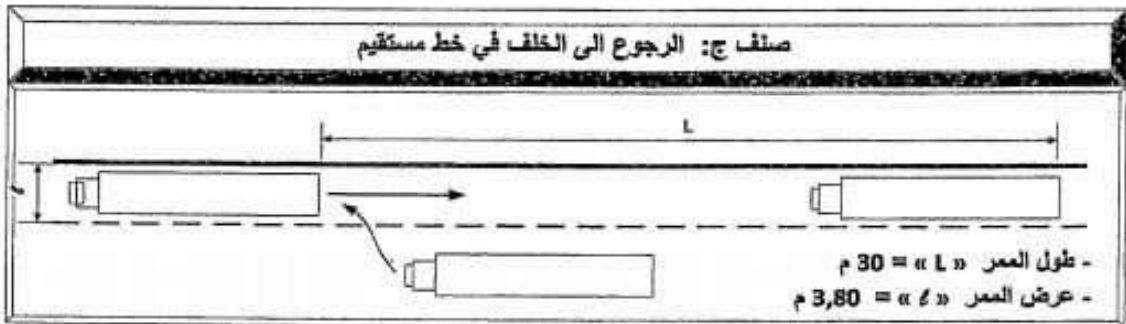 صنف ج: الرجوع الى الخلف في خط مستقيم
L
ℓ
- طول الممر « L » = 30 م
- عرض الممر « ℓ » = 3,80 م